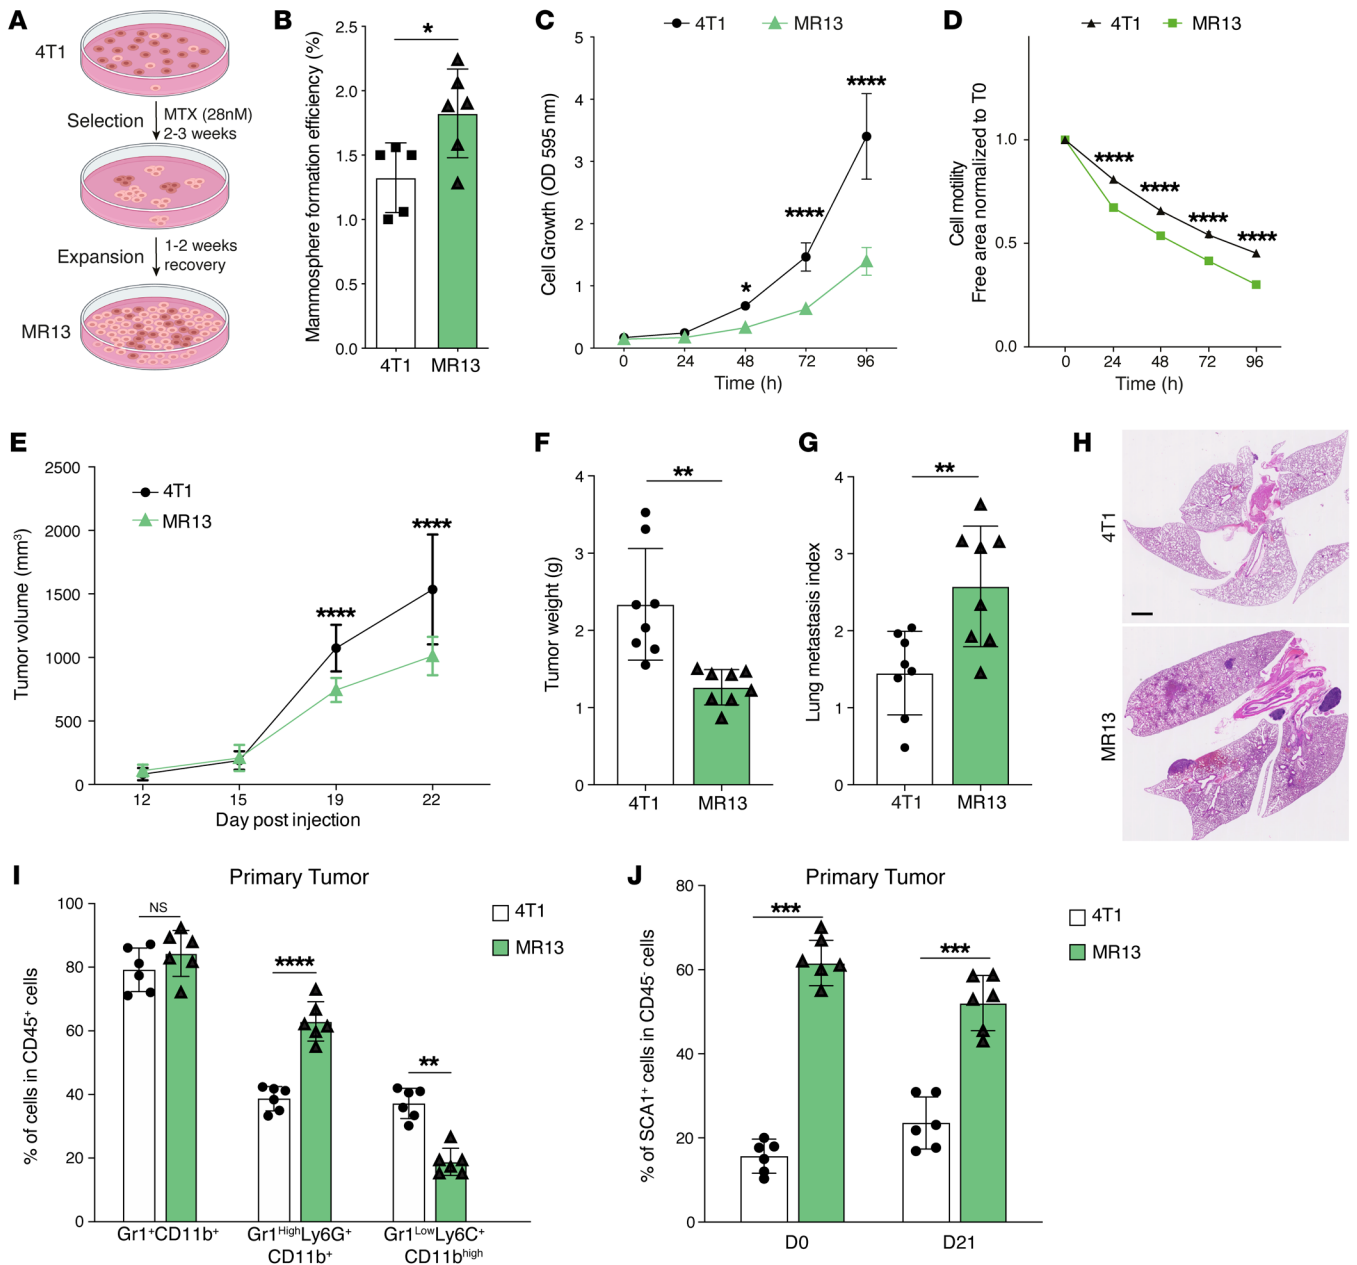 A
4T1
Selection
MTX (28nM)
2-3 weeks
Expansion
1-2 weeks
recovery
MR13
B
Mammosphere formation efficiency (%)
2.5
2.0
1.5
1.0
0.5
0.0
*
4T1
MR13
C
4T1
MR13
Cell Growth (OD 595 nm)
5
4
3
2
1
0
*
****
****
0
24
48
72
96
Time (h)
D
4T1
MR13
Cell motility
Free area normalized to T0
1.0
0.5
0.0
****
****
****
****
0
24
48
72
96
Time (h)
E
Tumor volume (mm³)
2500
2000
1500
1000
500
0
4T1
MR13
****
****
12
15
19
22
Day post injection
F
Tumor weight (g)
4
3
2
1
0
**
4T1
MR13
G
Lung metastasis index
4
3
2
1
0
**
4T1
MR13
H
4T1
MR13
I
Primary Tumor
% of cells in CD45⁺ cells
100
80
60
40
20
0
NS
****
**
4T1
MR13
Gr1⁺CD11b⁺
Gr1ᴴⁱᵍʰLy6G⁺
CD11b⁺
Gr1ᴸᵒʷLy6C⁺
CD11bʰⁱᵍʰ
J
Primary Tumor
% of SCA1⁺ cells in CD45⁻ cells
80
60
40
20
0
***
***
4T1
MR13
D0
D21